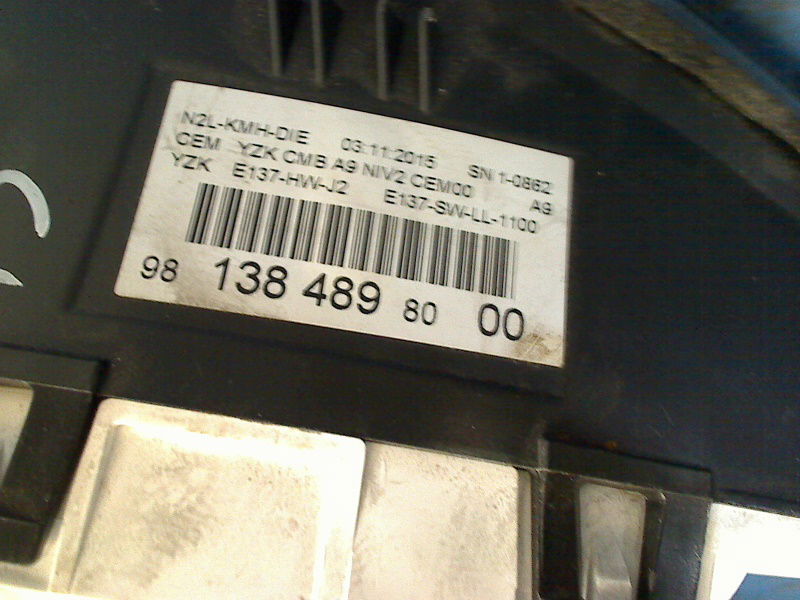 N2L-KMH-DIE 03:11:2015 SN 1-0862
CEM YZK CMB A9 NIV2 CEM00 A9
YZK E137-HW-J2 E137-SW-LL-1100
98 138 489 80 00